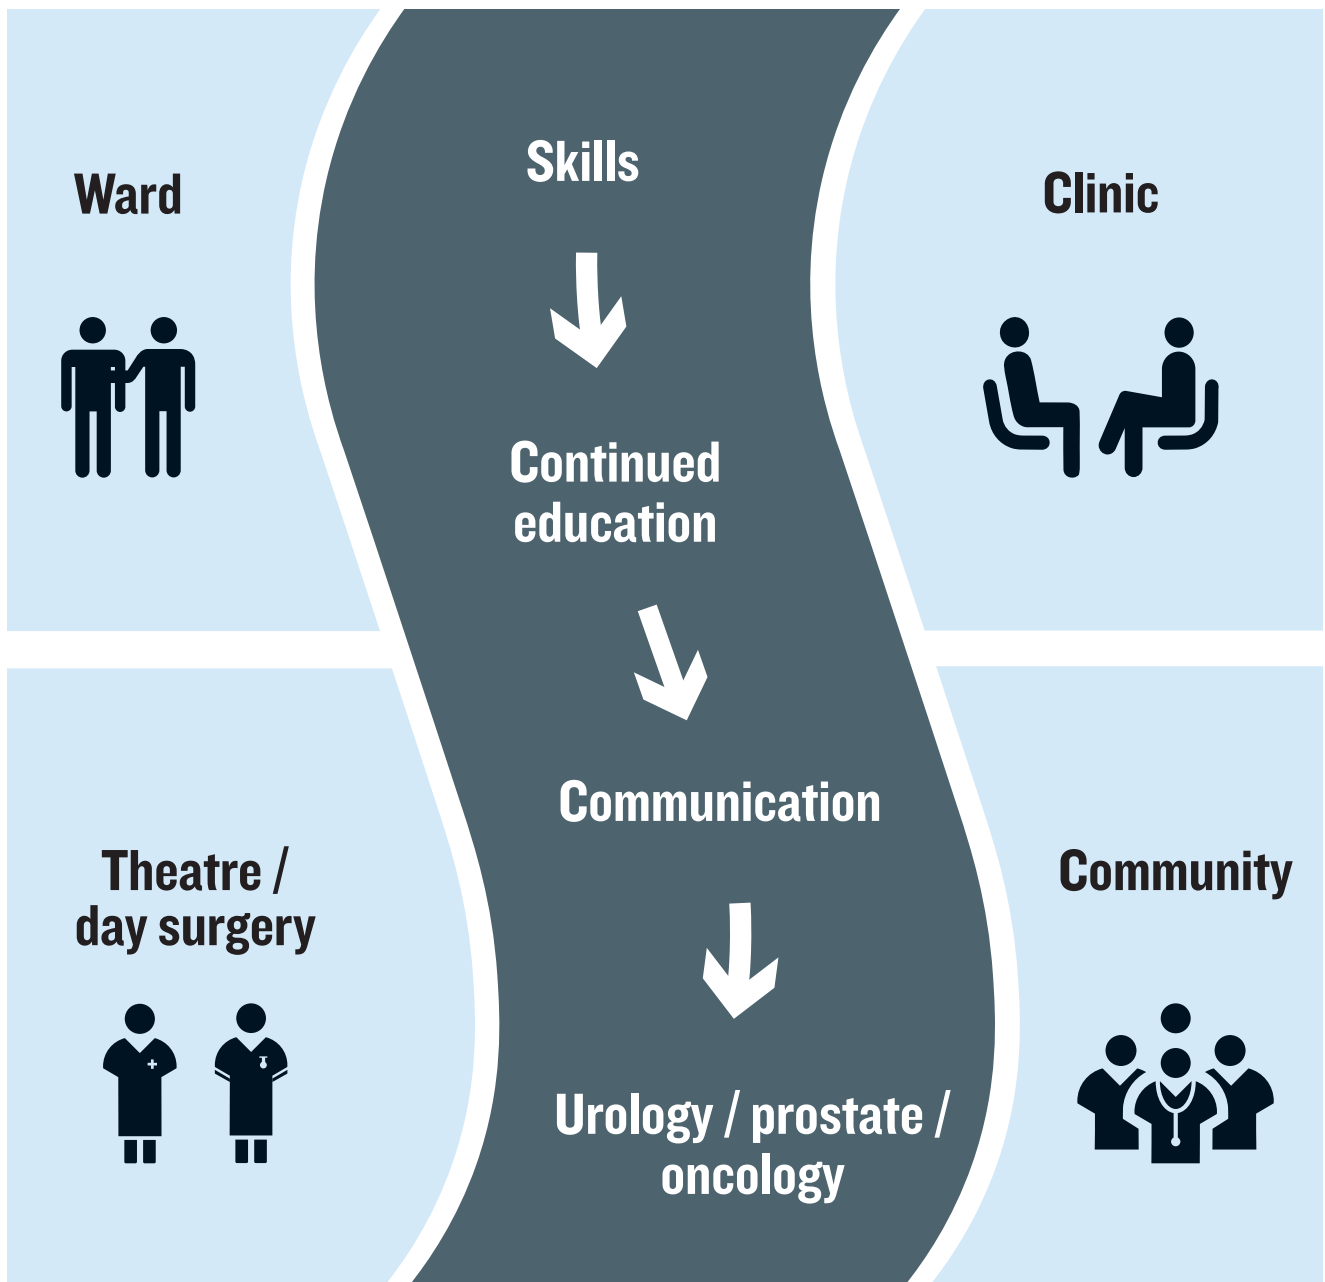 Ward
Skills
Clinic
Continued
education
Communication
Theatre /
day surgery
Community
Urology / prostate /
oncology